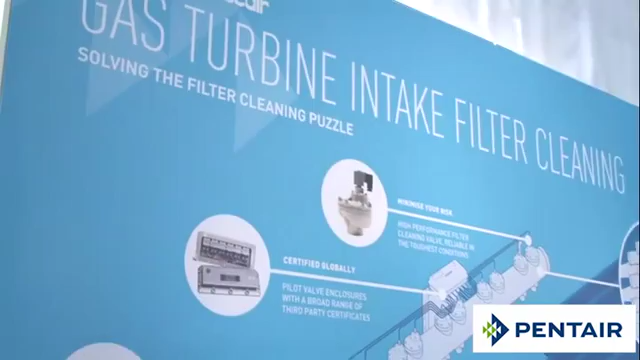 GAS TURBINE INTAKE FILTER CLEANING
SOLVING THE FILTER CLEANING PUZZLE
MINIMISE YOUR RISK
HIGH PERFORMANCE FILTER
CLEANING VALVE, RELIABLE IN
THE TOUGHEST CONDITIONS
CERTIFIED GLOBALLY
PILOT VALVE ENCLOSURES
WITH A BROAD RANGE OF
THIRD PARTY CERTIFICATES
PENTAIR